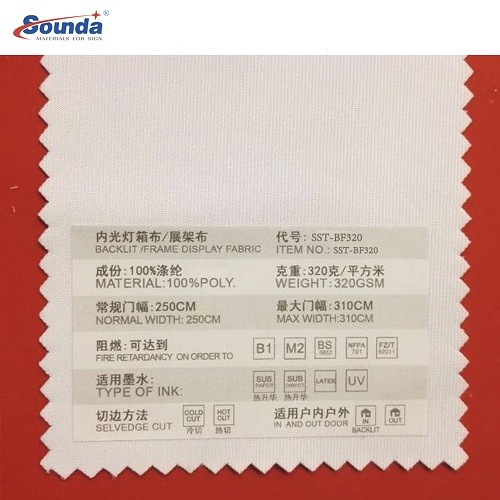 Sounda®
MATERIALS FOR SIGN
内光灯箱布/展架布 代号: SST-BF320
BACKLIT /FRAME DISPLAY FABRIC ITEM NO.: SST-BF320
成份:100%涤纶 克重:320克/平方米
MATERIAL:100%POLY. WEIGHT:320GSM
常规门幅:250CM 最大门幅:310CM
NORMAL WIDTH:250CM MAX WIDTH:310CM
阻燃:可达到 B1 M2 BS 5850 NFPA 701 FZ/T 62011
FIRE RETARDANCY ON ORDER TO
适用墨水: SUB PAPER SUB DIRECT LATEX UV
TYPE OF INK: 热升华 热升华
切边方法 COLD CUT HOT CUT 适用户内户外 IN OUT
SELVEDGE CUT 冷切 热切 IN AND OUT DOOR BACKLIT